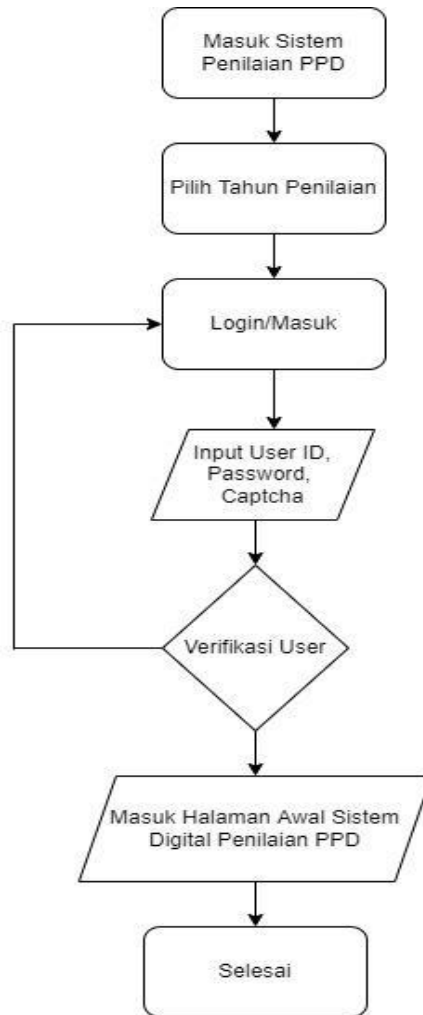 Masuk Sistem
Penilaian PPD
Pilih Tahun Penilaian
Login/Masuk
Input User ID,
Password,
Captcha
Verifikasi User
Masuk Halaman Awal Sistem
Digital Penilaian PPD
Selesai